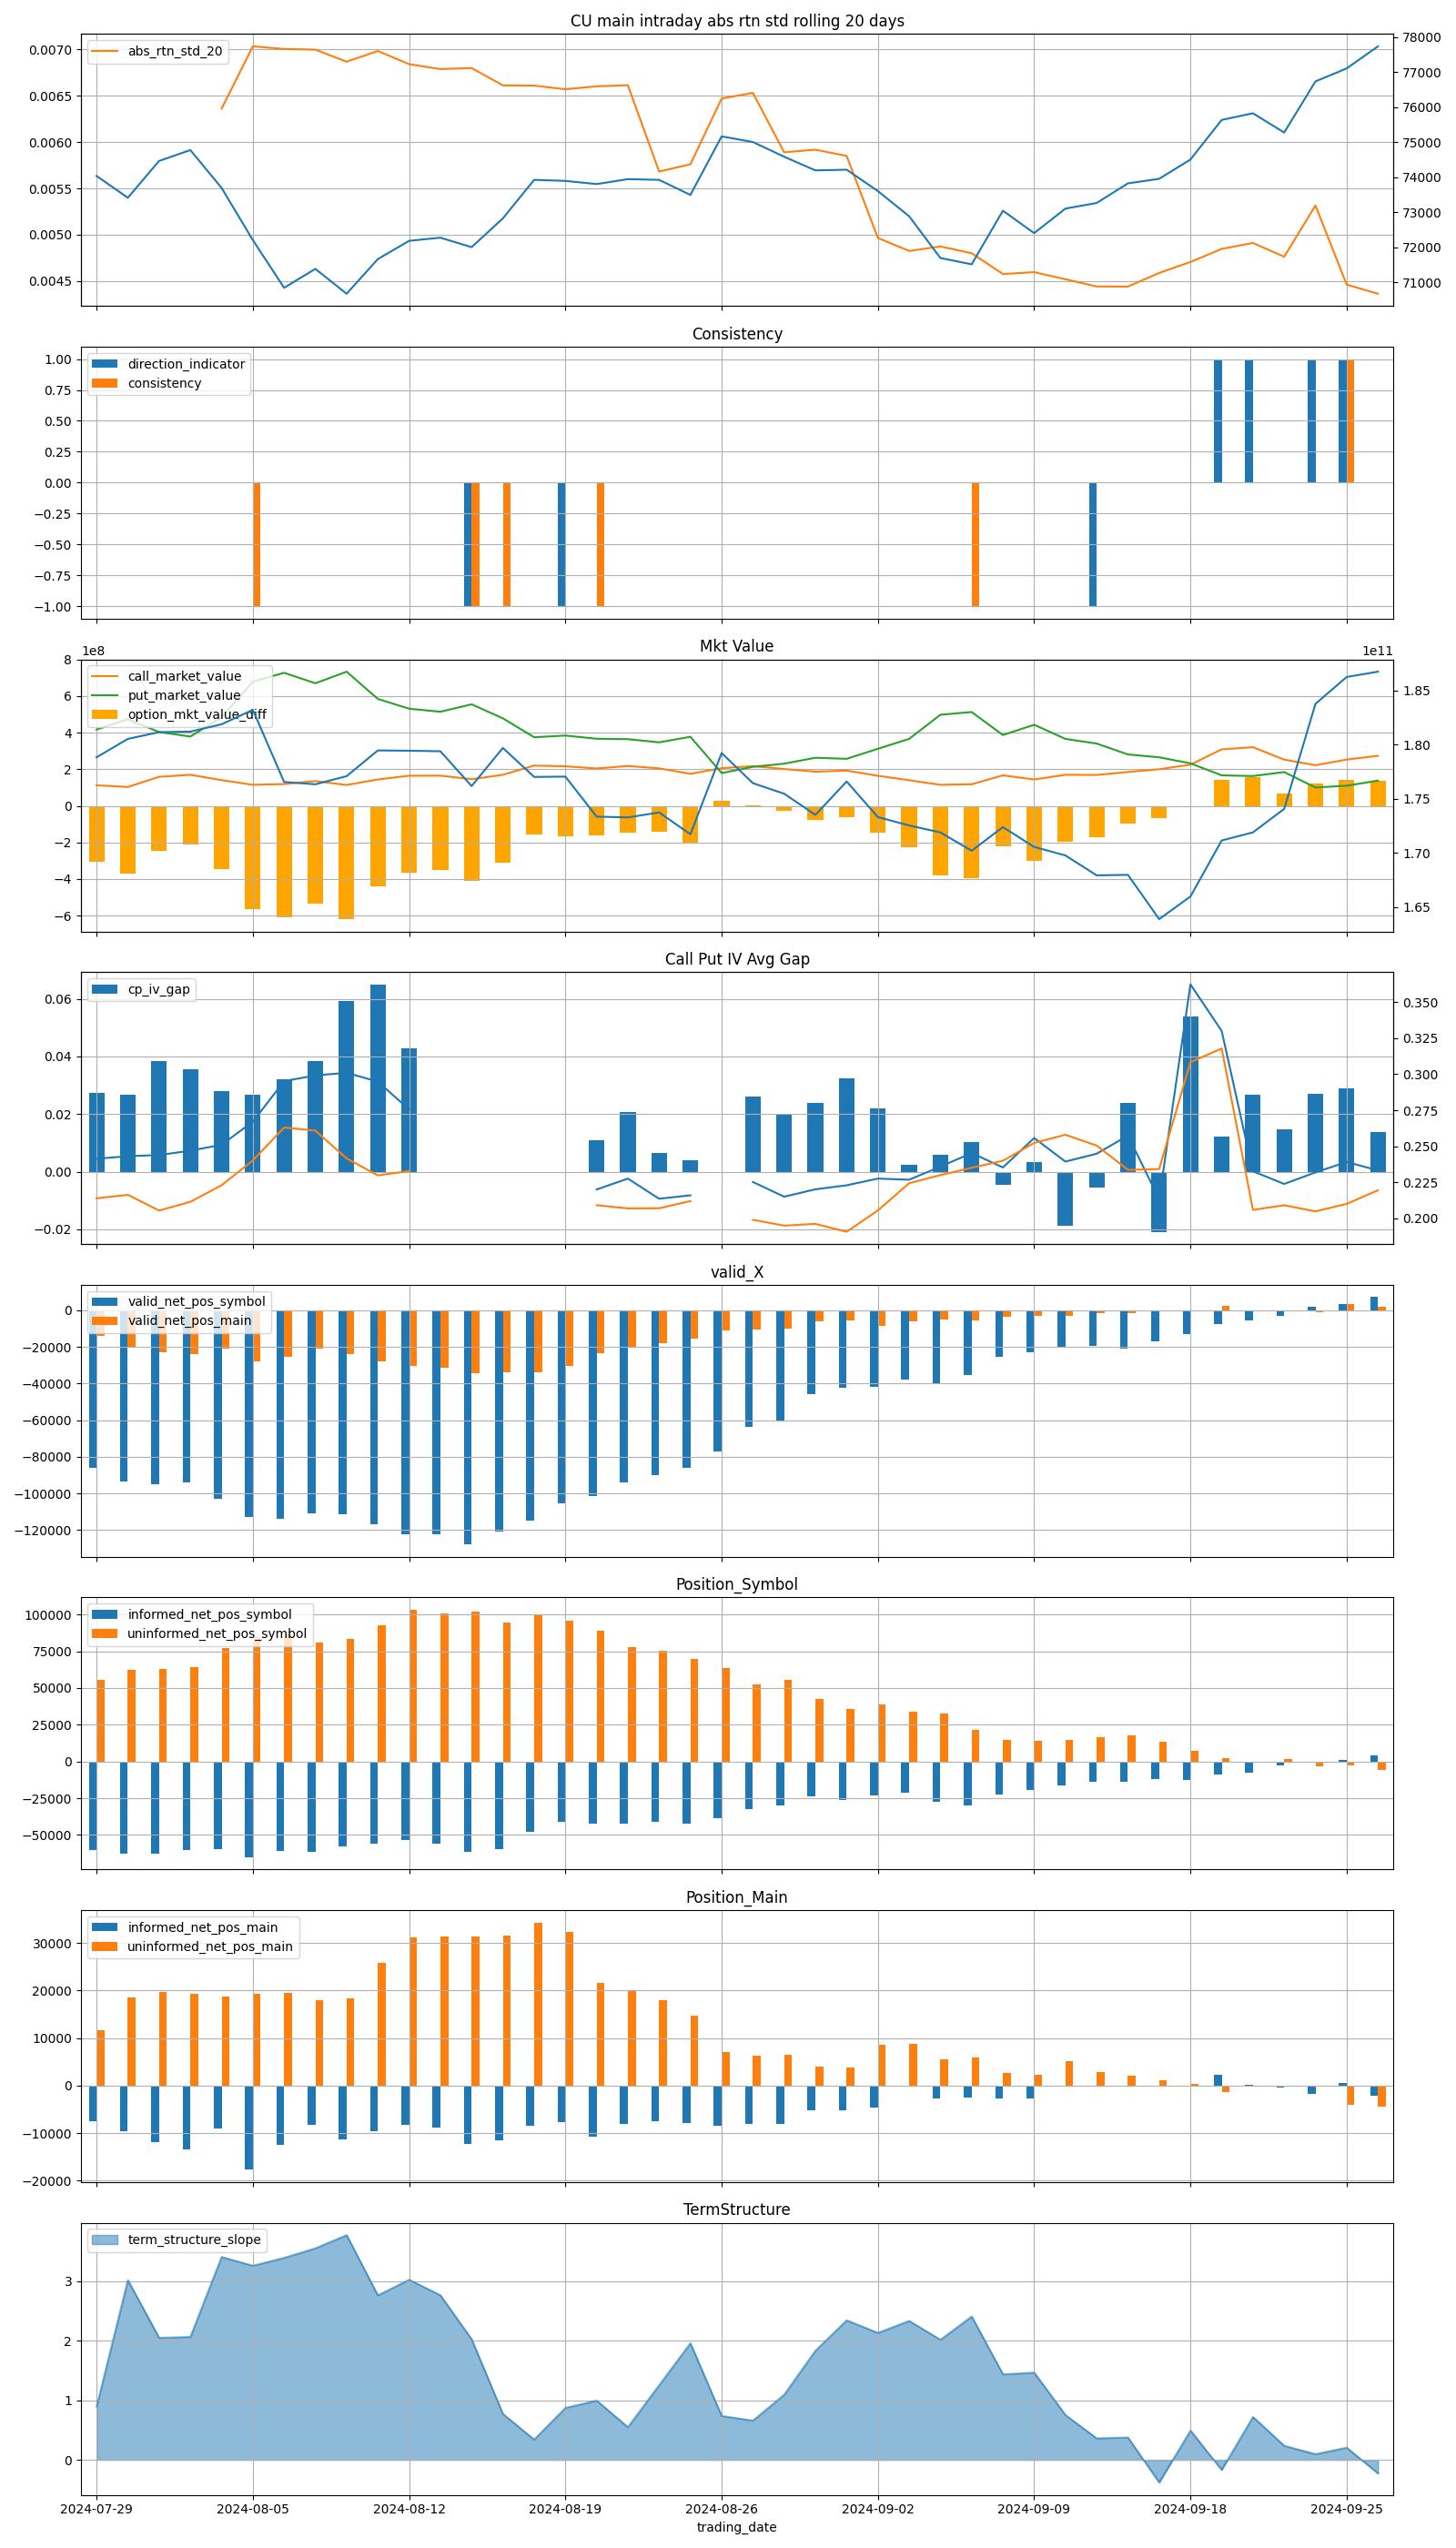 CU main intraday abs rtn std rolling 20 days
abs_rtn_std_20
0.0070
0.0065
0.0060
0.0055
0.0050
0.0045
78000
77000
76000
75000
74000
73000
72000
71000
Consistency
direction_indicator
consistency
1.00
0.75
0.50
0.25
0.00
−0.25
−0.50
−0.75
−1.00
Mkt Value
1e8
1e11
call_market_value
put_market_value
option_mkt_value_diff
8
6
4
2
0
−2
−4
−6
1.85
1.80
1.75
1.70
1.65
Call Put IV Avg Gap
cp_iv_gap
0.06
0.04
0.02
0.00
−0.02
0.350
0.325
0.300
0.275
0.250
0.225
0.200
valid_X
valid_net_pos_symbol
valid_net_pos_main
0
−20000
−40000
−60000
−80000
−100000
−120000
Position_Symbol
informed_net_pos_symbol
uninformed_net_pos_symbol
100000
75000
50000
25000
0
−25000
−50000
Position_Main
informed_net_pos_main
uninformed_net_pos_main
30000
20000
10000
0
−10000
−20000
TermStructure
term_structure_slope
3
2
1
0
2024-07-29 2024-08-05 2024-08-12 2024-08-19 2024-08-26 2024-09-02 2024-09-09 2024-09-18 2024-09-25
trading_date